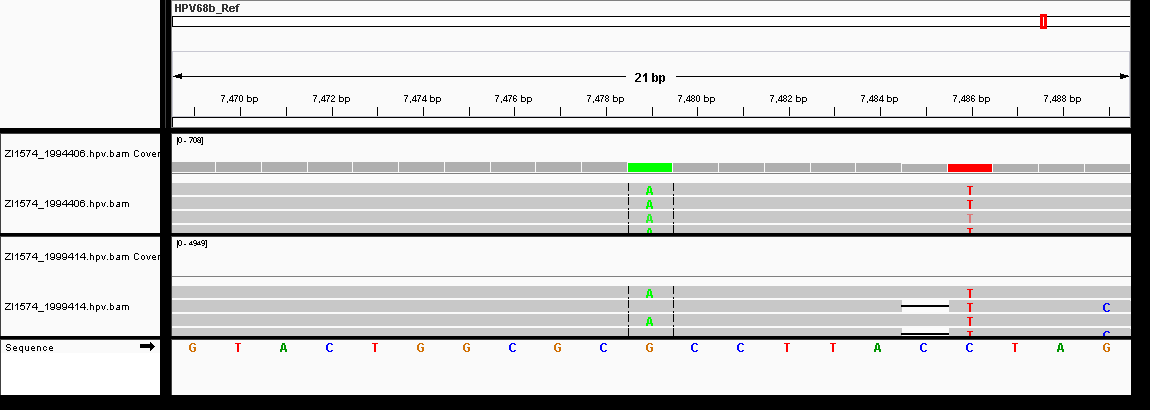 HPV68b_Ref
21 bp
7,470 bp 7,472 bp 7,474 bp 7,476 bp 7,478 bp 7,480 bp 7,482 bp 7,484 bp 7,486 bp 7,488 bp
[0 - 708]
ZI1574_1994406.hpv.bam Cover
A T
ZI1574_1994406.hpv.bam
A T
A T
A T
[0 - 4949]
ZI1574_1999414.hpv.bam Cover
A T
ZI1574_1999414.hpv.bam
T C
A T
T C
Sequence
G T A C T G G C G C G C C T T A C C T A G